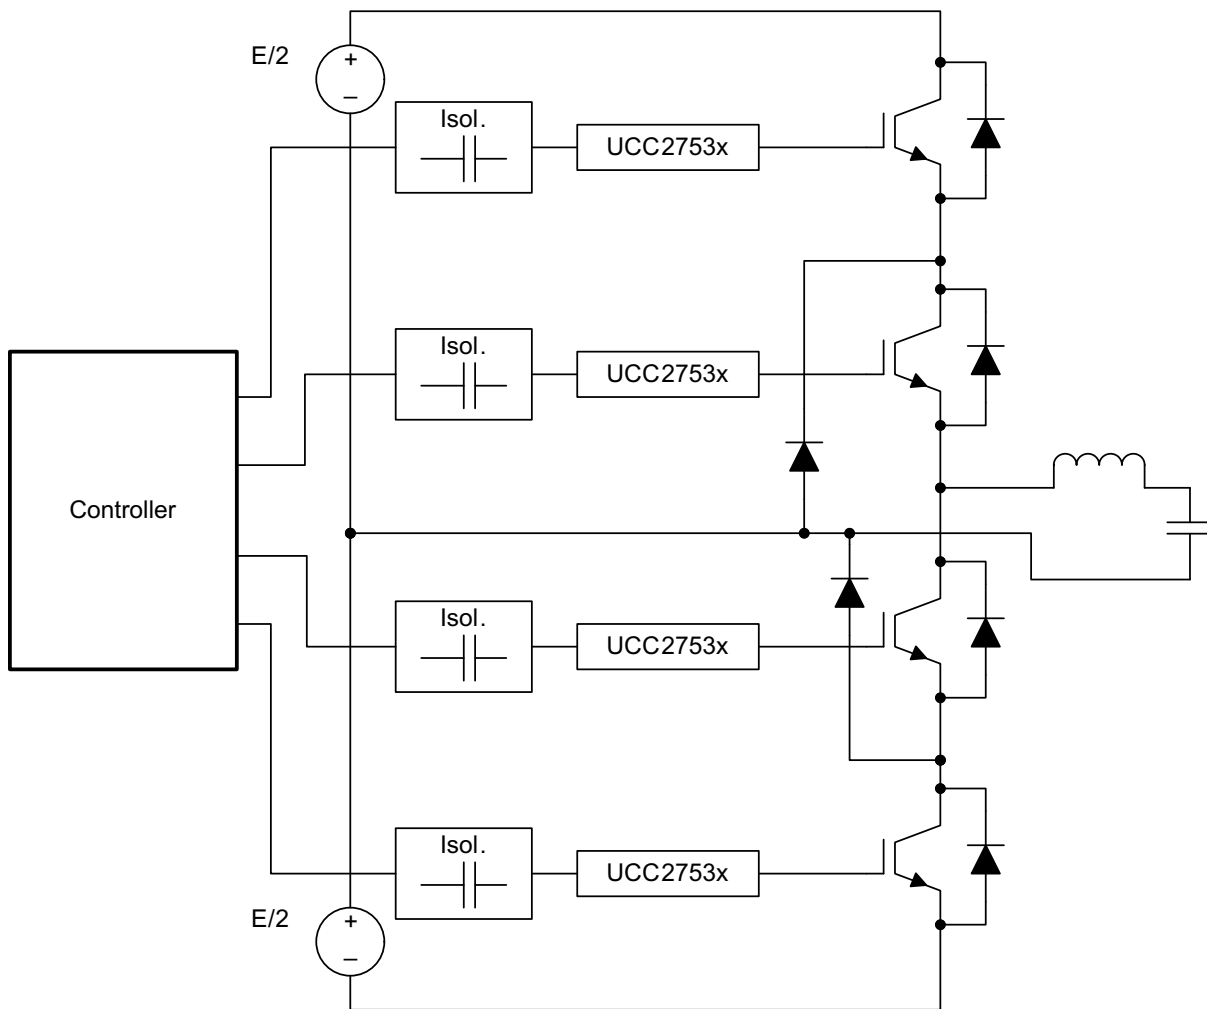 E/2
+
–
Isol.
UCC2753x
Isol.
UCC2753x
Controller
Isol.
UCC2753x
Isol.
UCC2753x
E/2
+
–